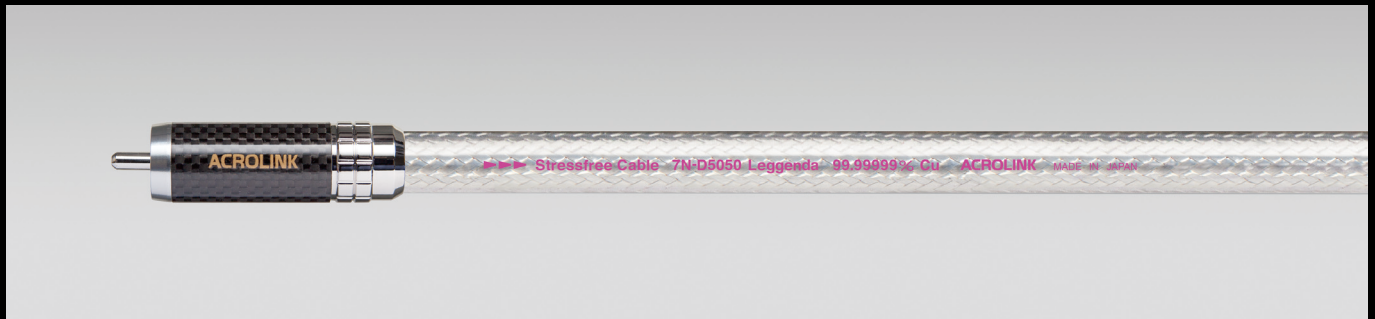 ACROLINK
►►► Stressfree Cable 7N-D5050 Leggenda 99.99999% Cu ACROLINK MADE IN JAPAN